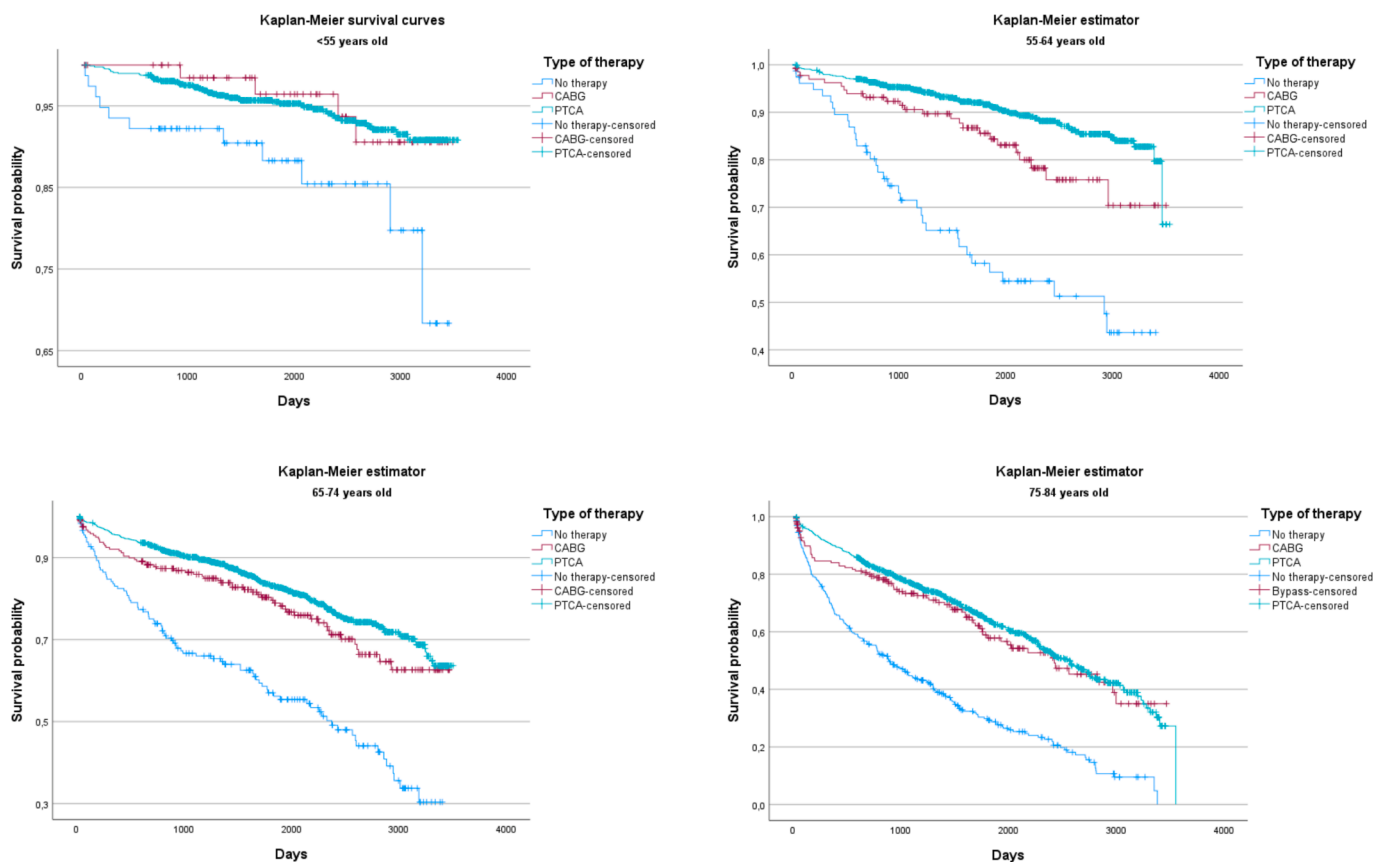 Kaplan-Meier survival curves
<55 years old
Type of therapy
No therapy
CABG
PTCA
No therapy-censored
CABG-censored
PTCA-censored
Survival probability
0,95
0,85
0,75
0,65
0
1000
2000
3000
4000
Days
Kaplan-Meier estimator
55-64 years old
Type of therapy
No therapy
CABG
PTCA
No therapy-censored
CABG-censored
PTCA-censored
Survival probability
1,0
0,9
0,8
0,7
0,6
0,5
0,4
0
1000
2000
3000
4000
Days
Kaplan-Meier estimator
65-74 years old
Type of therapy
No therapy
CABG
PTCA
No therapy-censored
CABG-censored
PTCA-censored
Survival probability
0,9
0,7
0,5
0,3
0
1000
2000
3000
4000
Days
Kaplan-Meier estimator
75-84 years old
Type of therapy
No therapy
CABG
PTCA
No therapy-censored
Bypass-censored
PTCA-censored
Survival probability
1,0
0,8
0,6
0,4
0,2
0,0
0
1000
2000
3000
4000
Days